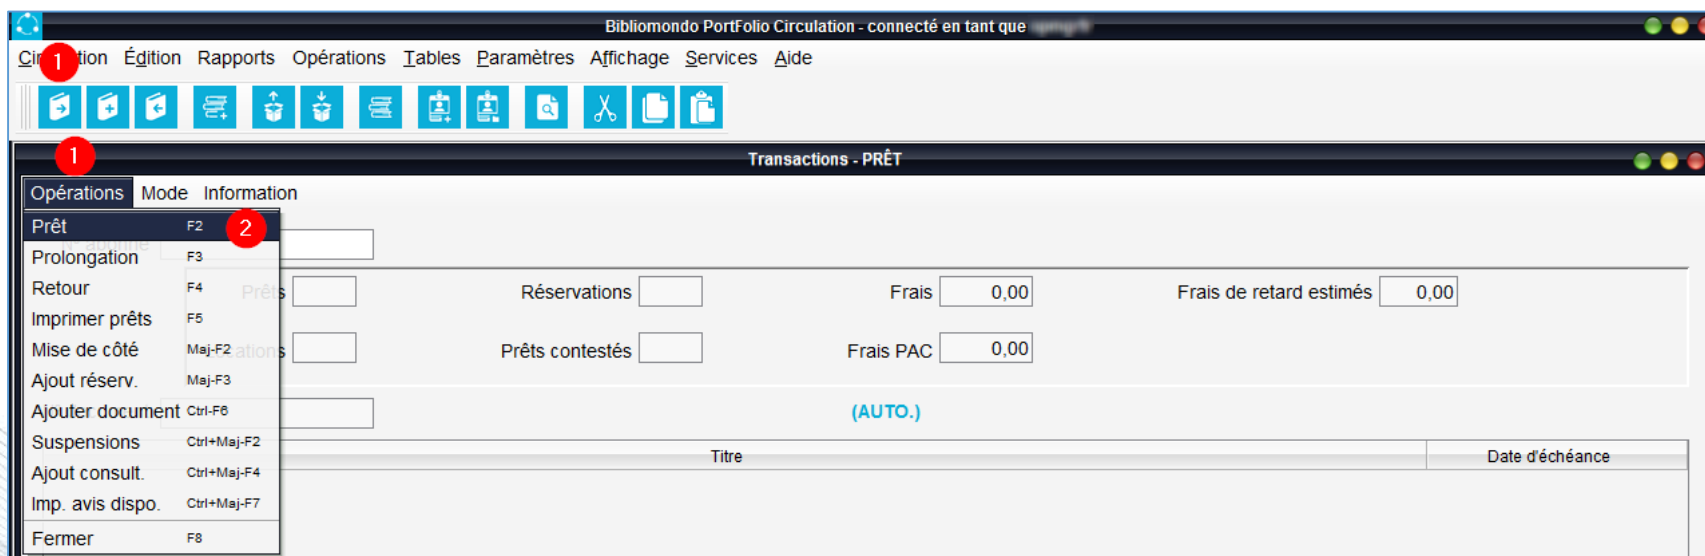 Bibliomondo PortFolio Circulation - connecté en tant que
1
Édition Rapports Opérations Tables Paramètres Affichage Services Aide
1
Transactions - PRÊT
Opérations Mode Information
Prêt F2 2
N° abonné
Prolongation F3
Retour F4 Prêts Réservations Frais 0,00 Frais de retard estimés 0,00
Imprimer prêts F5
Mise de côté Maj-F2 Prêts contestés Frais PAC 0,00
Ajout réserv. Maj-F3
Ajouter document Ctrl-F6 (AUTO.)
Suspensions Ctrl+Maj-F2
Titre Date d'échéance
Ajout consult. Ctrl+Maj-F4
Imp. avis dispo. Ctrl+Maj-F7
Fermer F8